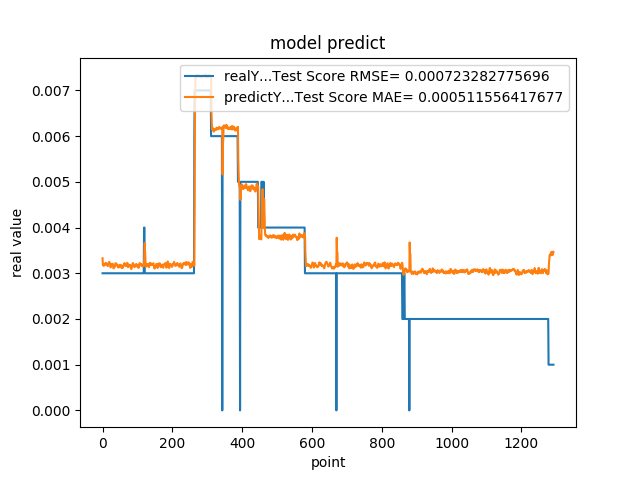 model predict
realY...Test Score RMSE= 0.000723282775696
predictY...Test Score MAE= 0.000511556417677
0.007
0.006
0.005
0.004
0.003
0.002
0.001
0.000
real value
0 200 400 600 800 1000 1200
point